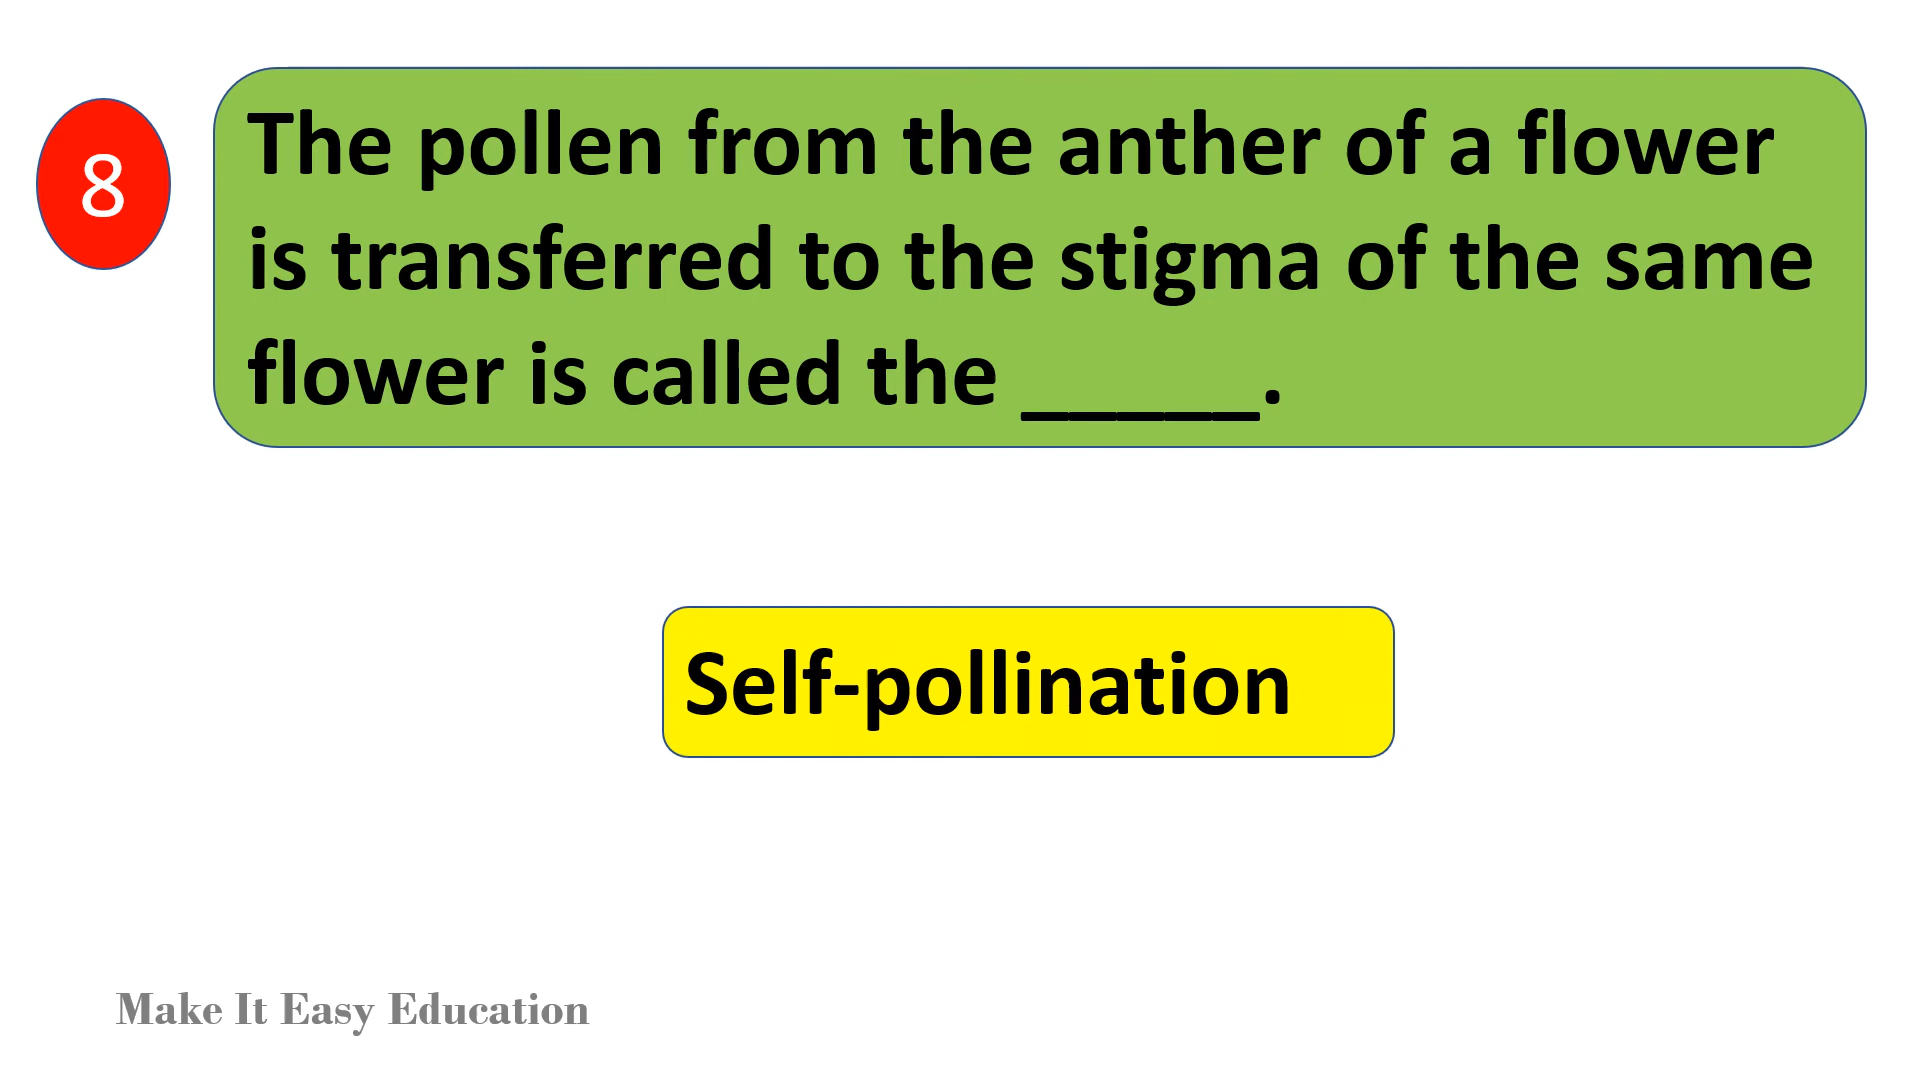 8
The pollen from the anther of a flower
is transferred to the stigma of the same
flower is called the _____.
Self-pollination
Make It Easy Education